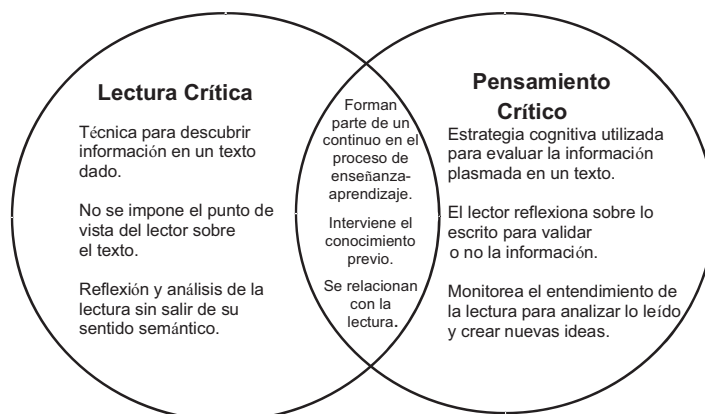 Lectura Crítica
Técnica para descubrir
información en un texto
dado.
No se impone el punto de
vista del lector sobre
el texto.
Reflexión y análisis de la
lectura sin salir de su
sentido semántico.
Forman
parte de un
continuo en el
proceso de
enseñanza-
aprendizaje.
Interviene el
conocimiento
previo.
Se relacionan
con la
lectura.
Pensamiento
Crítico
Estrategia cognitiva utilizada
para evaluar la información
plasmada en un texto.
El lector reflexiona sobre lo
escrito para validar
o no la información.
Monitorea el entendimiento de
la lectura para analizar lo leído
y crear nuevas ideas.